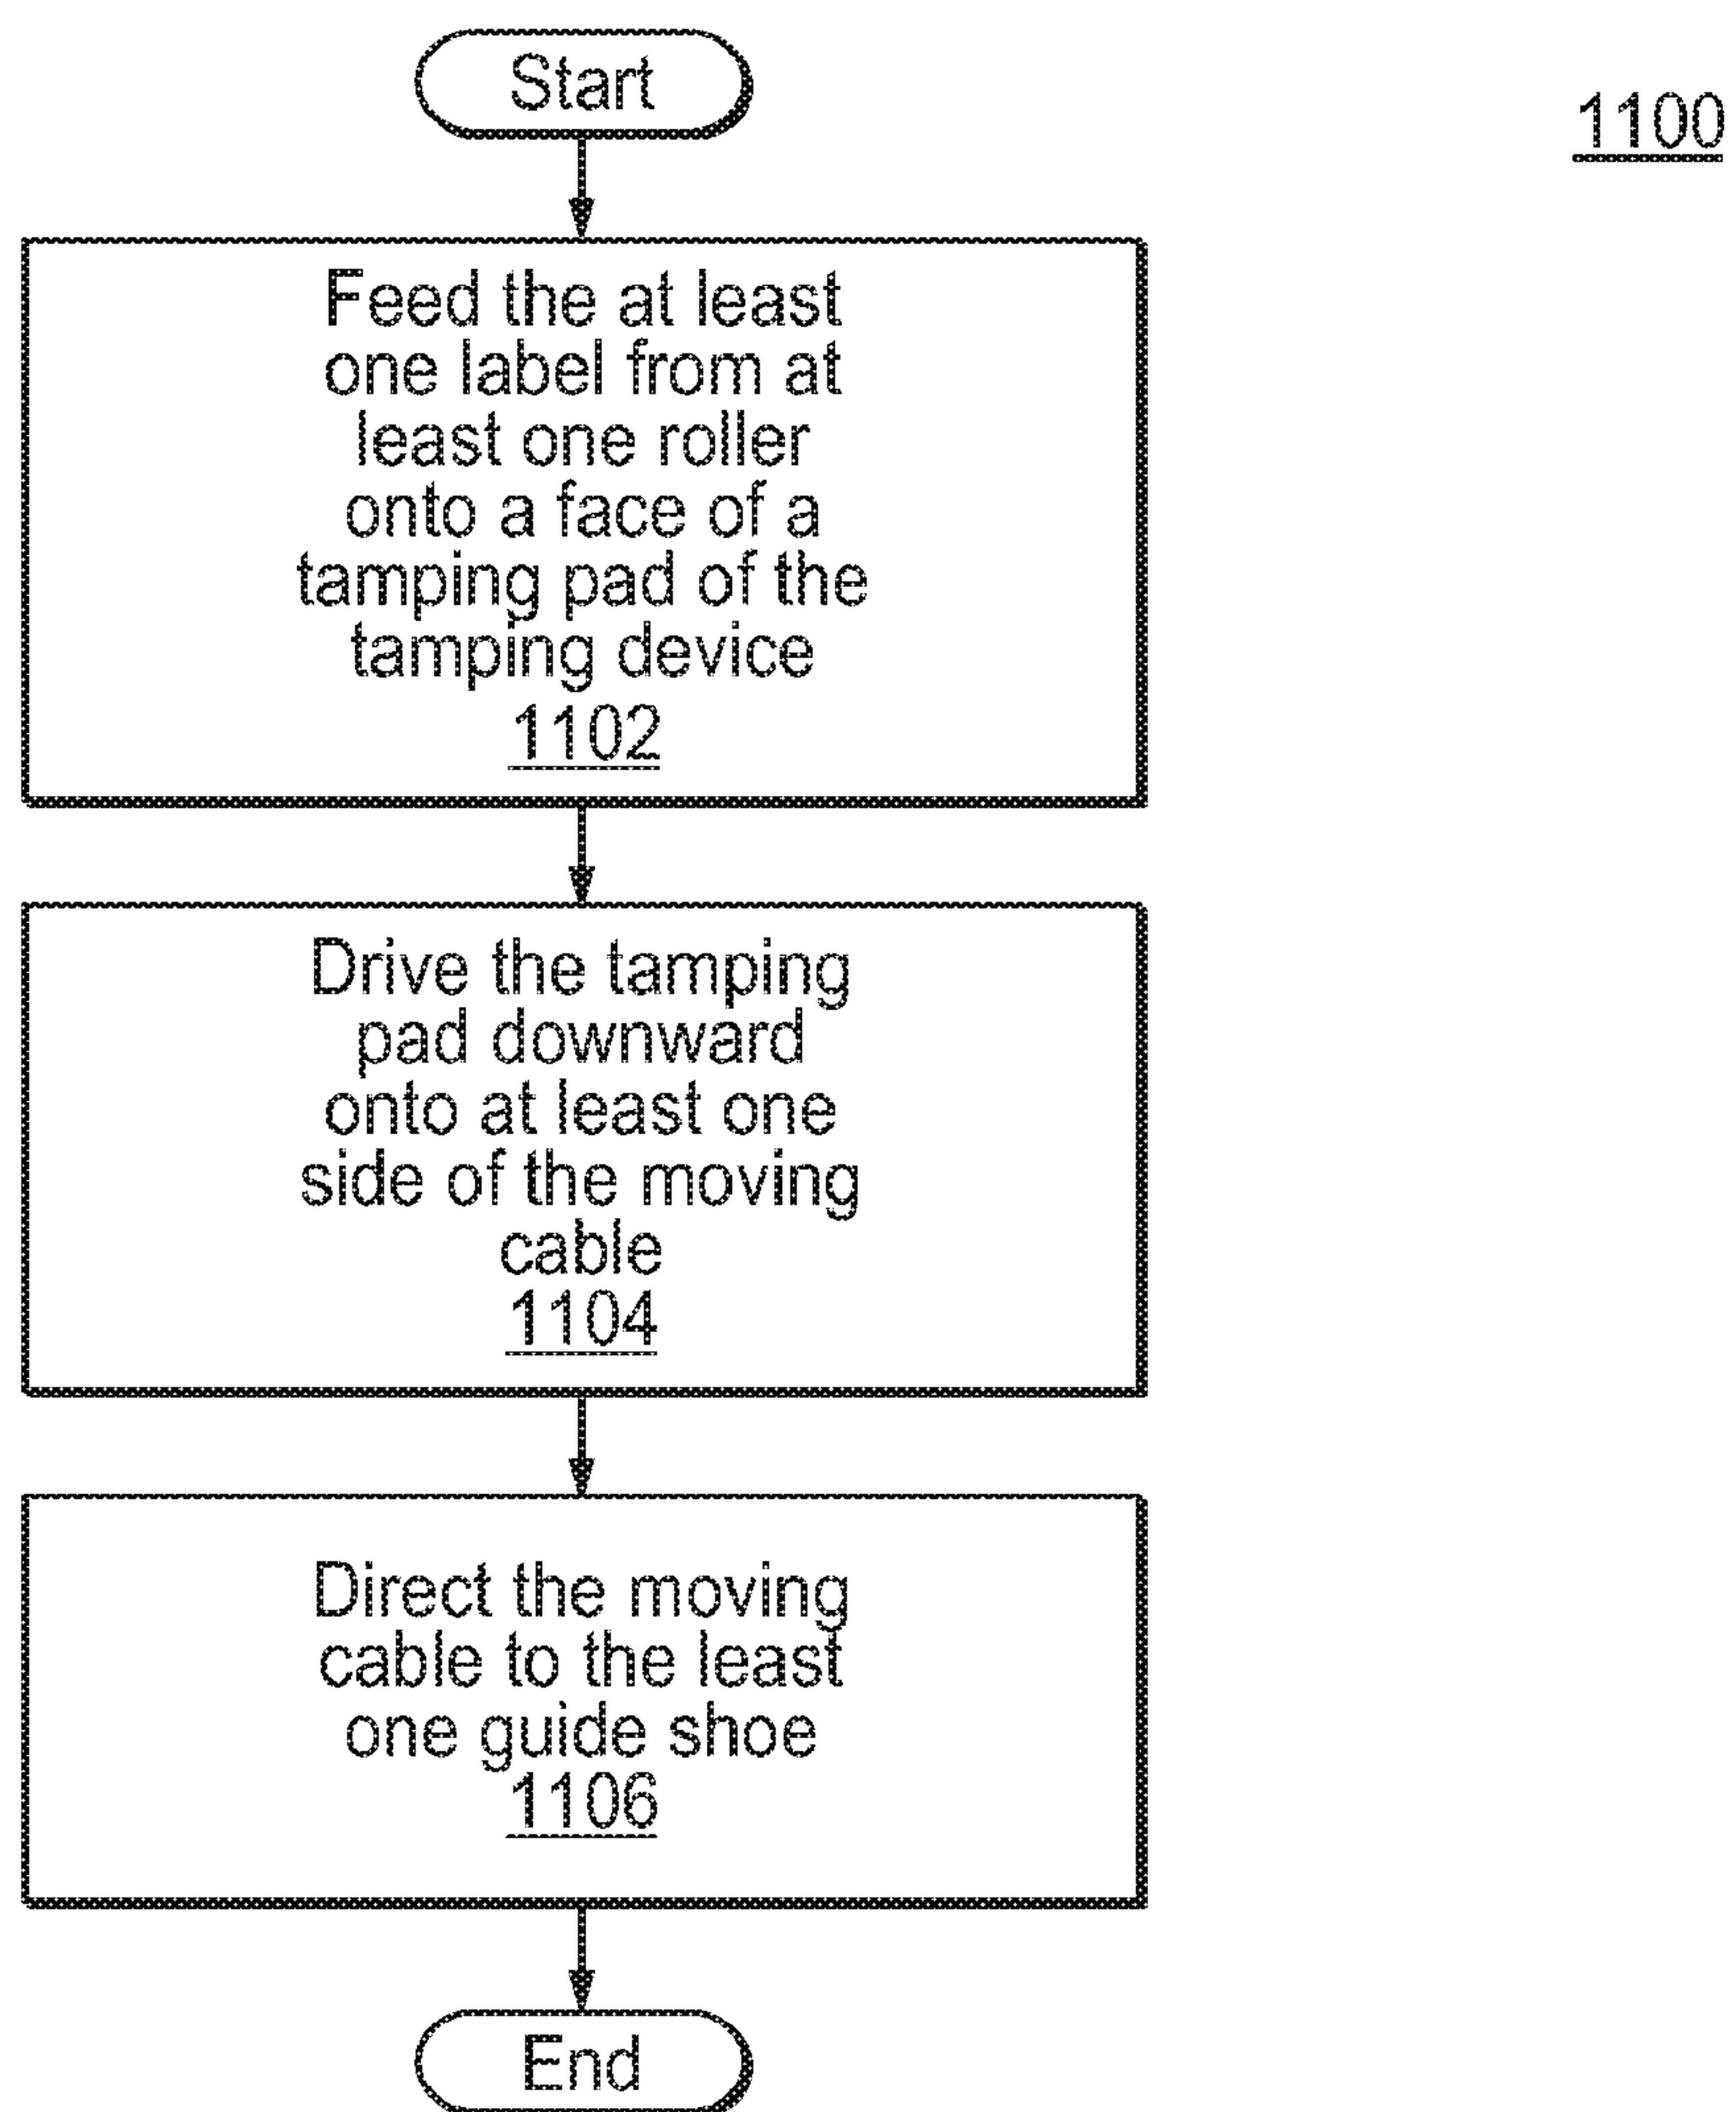 Start
1100
Feed the at least
one label from at
least one roller
onto a face of a
tamping pad of the
tamping device
1102
Drive the tamping
pad downward
onto at least one
side of the moving
cable
1104
Direct the moving
cable to the least
one guide shoe
1106
End